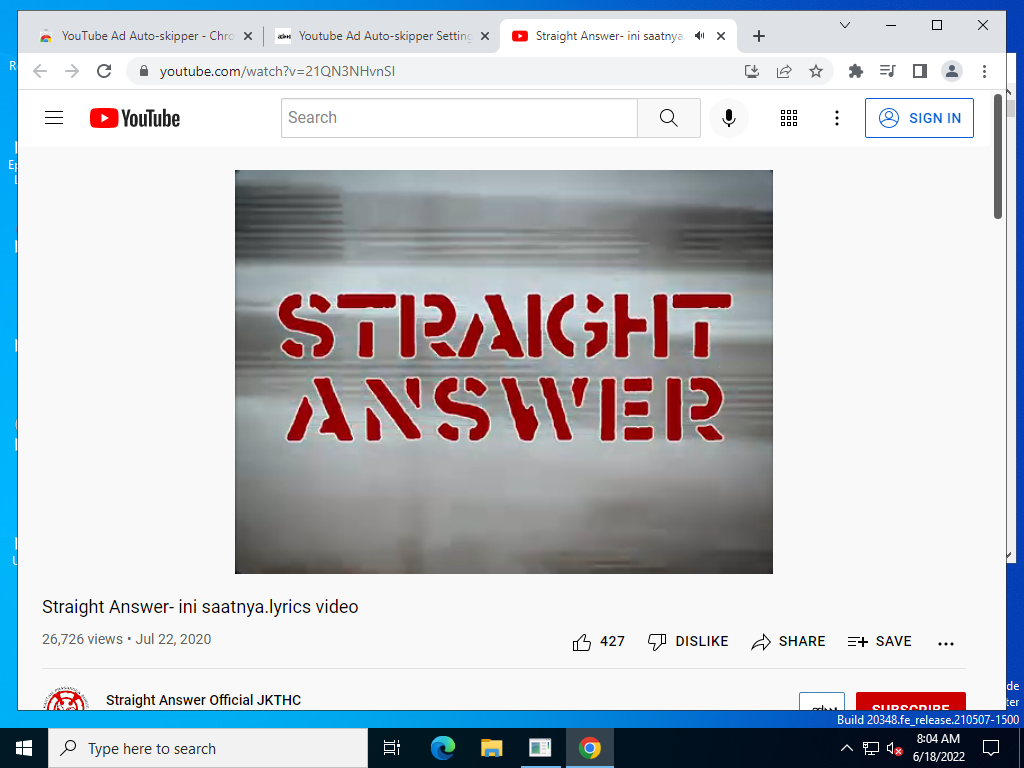 YouTube Ad Auto-skipper - Chro
Youtube Ad Auto-skipper Setting
Straight Answer- ini saatnya.
youtube.com/watch?v=21QN3NHvnSI
YouTube
Search
SIGN IN
STRAIGHT
ANSWER
Straight Answer- ini saatnya.lyrics video
26,726 views • Jul 22, 2020
427
DISLIKE
SHARE
SAVE
Straight Answer Official JKTHC
SUBSCRIBE
Build 20348.fe_release.210507-1500
Type here to search
8:04 AM
6/18/2022